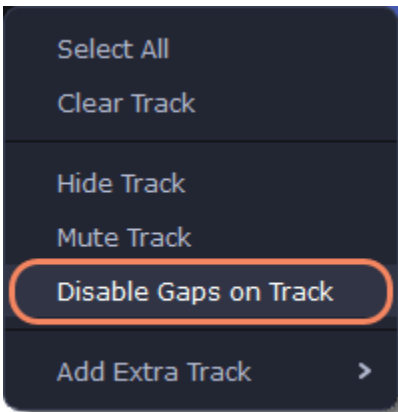 Select All
Clear Track
Hide Track
Mute Track
Disable Gaps on Track
Add Extra Track